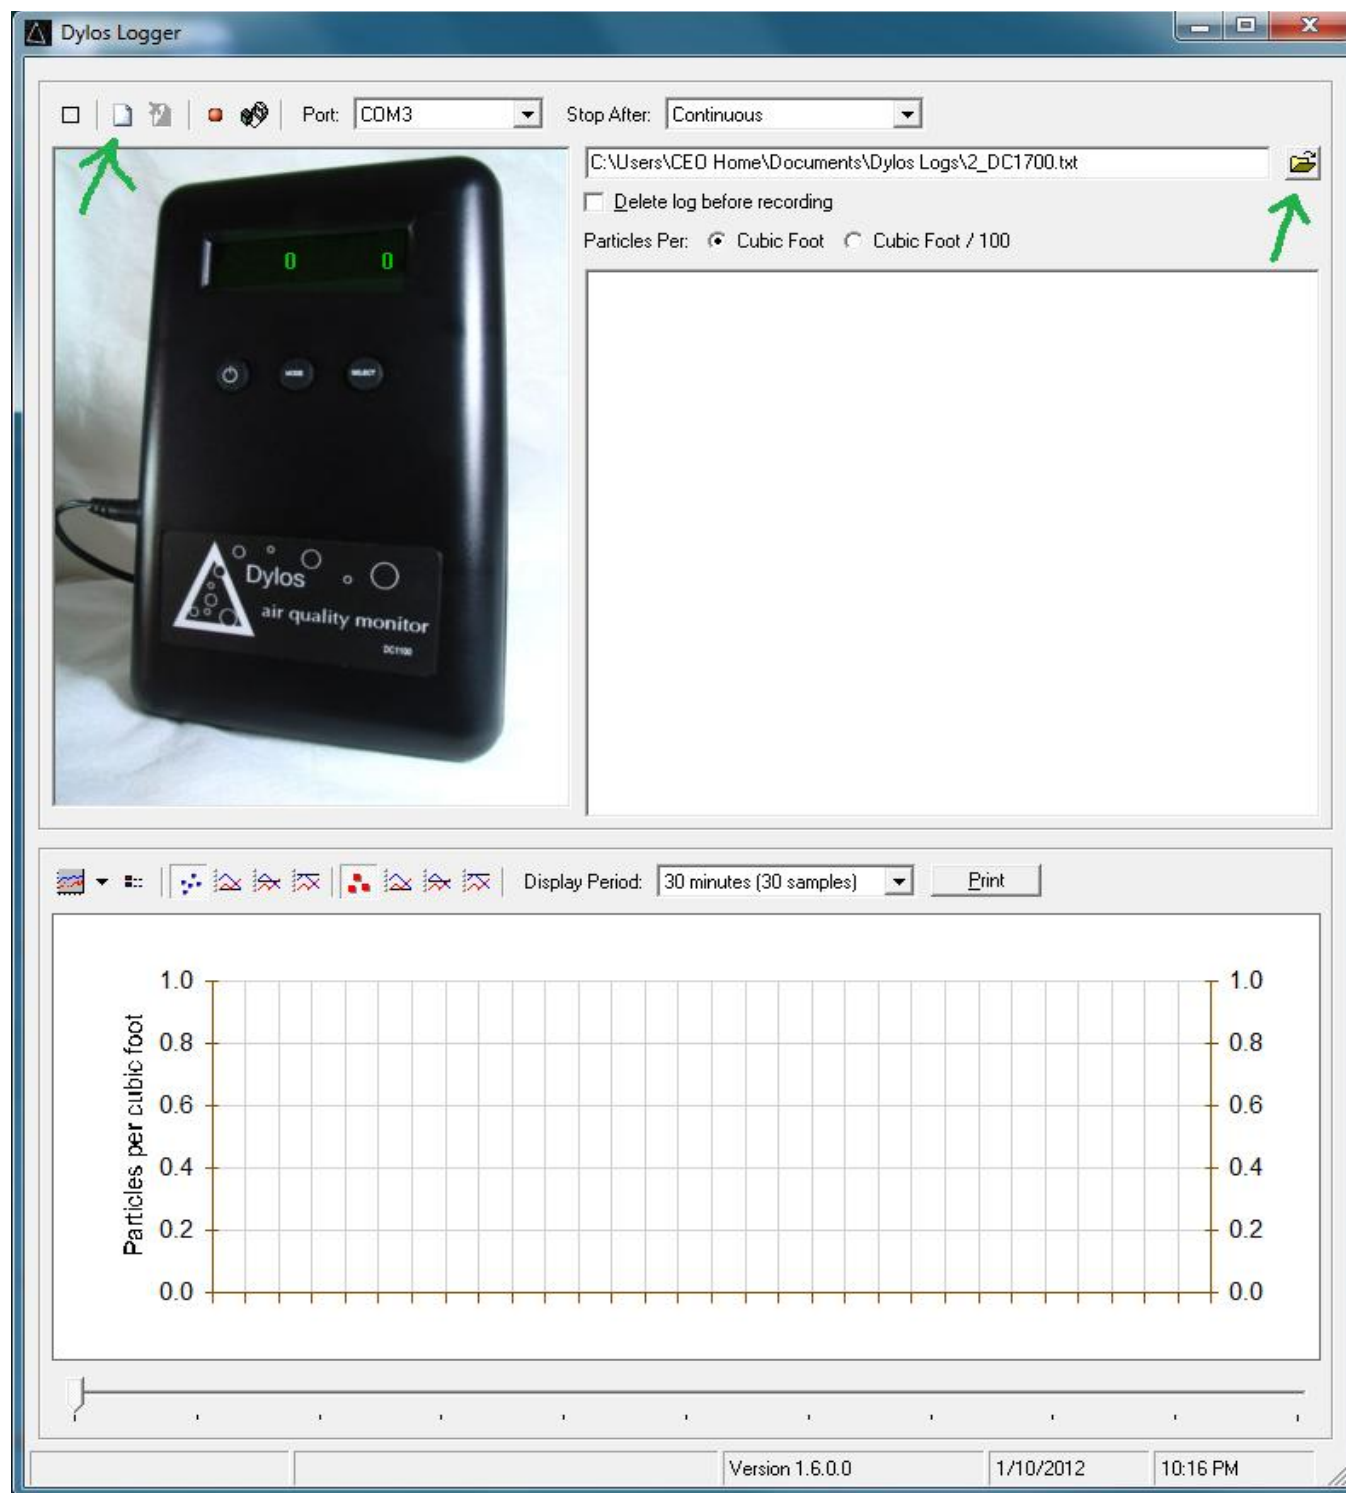 Dylos Logger
Port: COM3 Stop After: Continuous
C:\Users\CEO Home\Documents\Dylos Logs\2_DC1700.txt
Delete log before recording
Particles Per: Cubic Foot Cubic Foot / 100
0 0
MODE SELECT
Dylos
air quality monitor
DC1100
Display Period: 30 minutes (30 samples) Print
Particles per cubic foot
1.0 1.0
0.8 0.8
0.6 0.6
0.4 0.4
0.2 0.2
0.0 0.0
Version 1.6.0.0 1/10/2012 10:16 PM